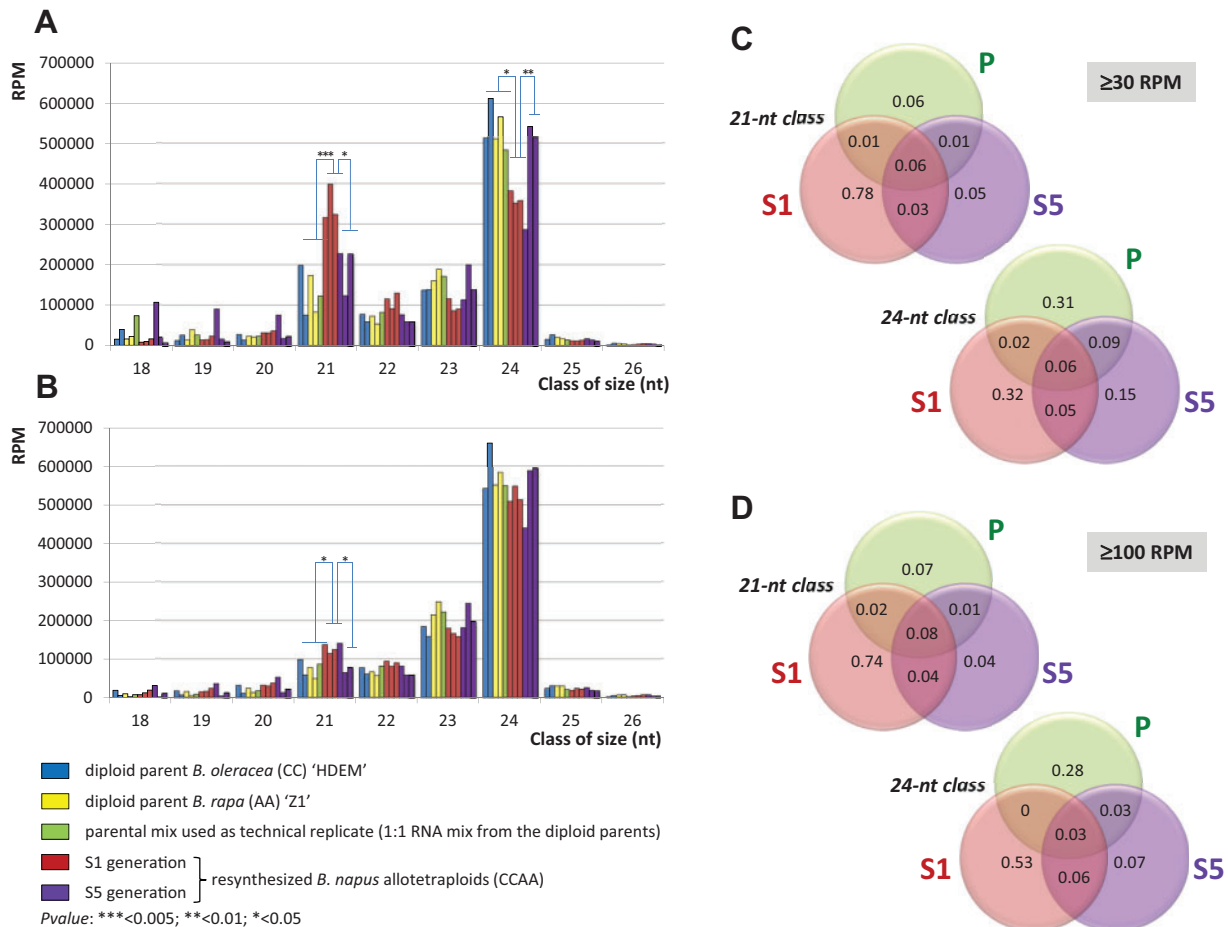 A
RPM
700000
600000
500000
400000
300000
200000
100000
0
*** *
* **
18 19 20 21 22 23 24 25 26
Class of size (nt)
B
RPM
700000
600000
500000
400000
300000
200000
100000
0
* *
18 19 20 21 22 23 24 25 26
Class of size (nt)
diploid parent B. oleracea (CC) ‘HDEM’
diploid parent B. rapa (AA) ‘Z1’
parental mix used as technical replicate (1:1 RNA mix from the diploid parents)
S1 generation
S5 generation
resynthesized B. napus allotetraploids (CCAA)
Pvalue: ***<0.005; **<0.01; *<0.05
C
≥30 RPM
P
21-nt class
0.06
0.01 0.01
0.06
S1 0.78 0.05 S5
0.03
P
24-nt class
0.31
0.02 0.09
0.06
S1 0.32 0.15 S5
0.05
D
≥100 RPM
P
21-nt class
0.07
0.02 0.01
0.08
S1 0.74 0.04 S5
0.04
P
24-nt class
0.28
0 0.03
0.03
S1 0.53 0.07 S5
0.06